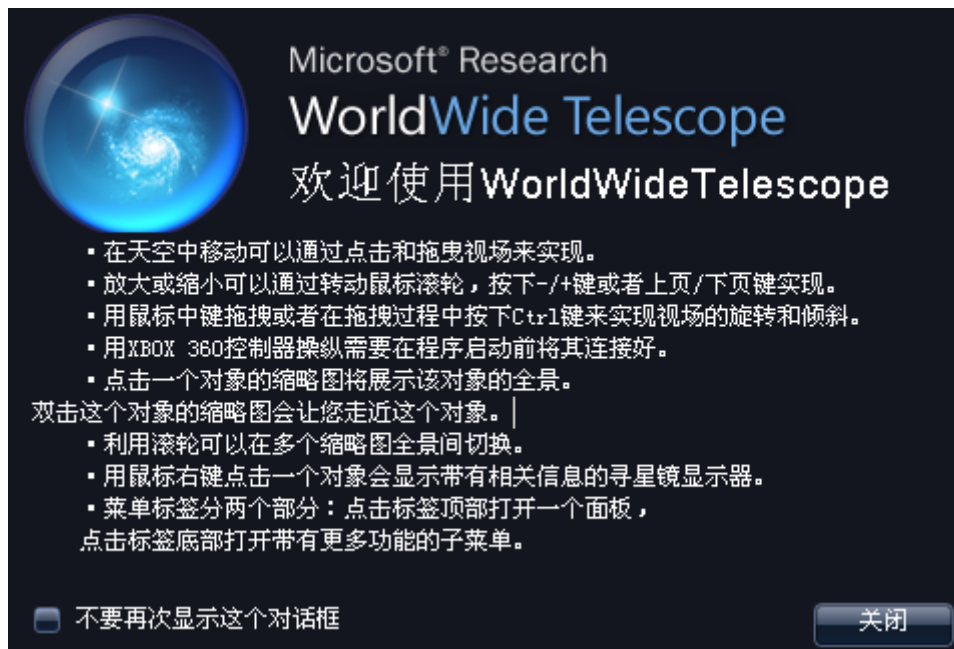 Microsoft® Research
WorldWide Telescope
欢迎使用WorldWideTelescope
▪在天空中移动可以通过点击和拖曳视场来实现。
▪放大或缩小可以通过转动鼠标滚轮，按下-/+键或者上页/下页键实现。
▪用鼠标中键拖拽或者在拖拽过程中按下Ctrl键来实现视场的旋转和倾斜。
▪用XBOX 360控制器操纵需要在程序启动前将其连接好。
▪点击一个对象的缩略图将展示该对象的全景。
双击这个对象的缩略图会让您走近这个对象。
▪利用滚轮可以在多个缩略图全景间切换。
▪用鼠标右键点击一个对象会显示带有相关信息的寻星镜显示器。
▪菜单标签分两个部分：点击标签顶部打开一个面板，
点击标签底部打开带有更多功能的子菜单。
不要再次显示这个对话框
关闭